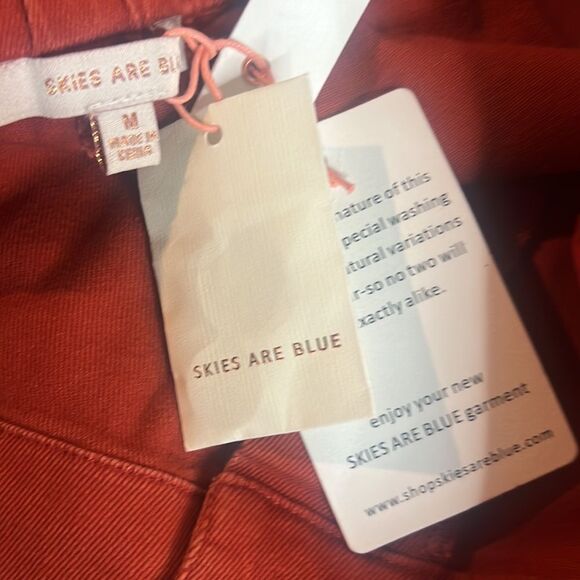 SKIES ARE BL
M
MADE IN
CHINA
SKIES ARE BLUE
nature of this
pecial washing
tural variations
r-so no two will
xactly alike.
enjoy your new
SKIES ARE BLUE garment
www.shopskiesareblue.com